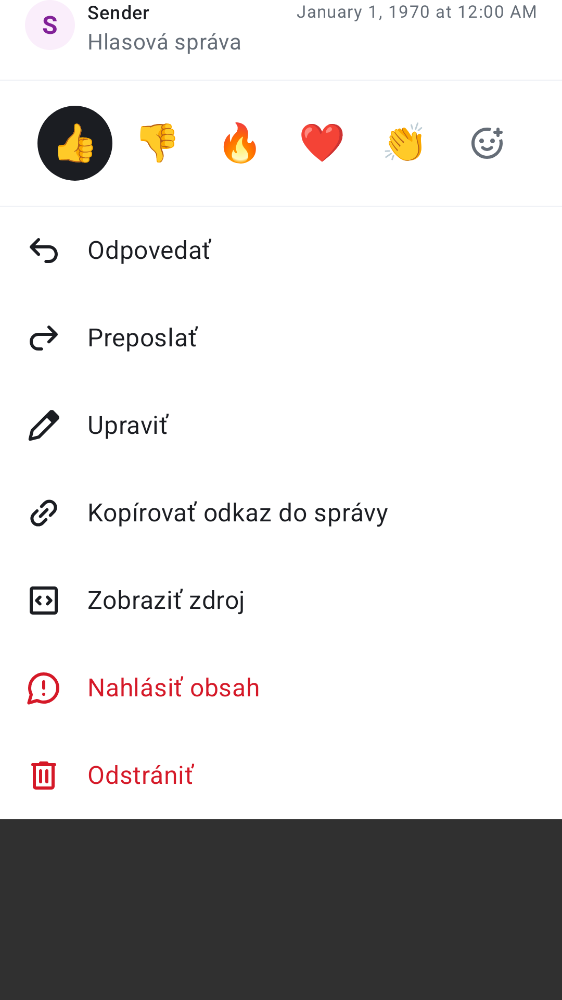 S
Sender
January 1, 1970 at 12:00 AM
Hlasová správa
Odpovedať
Preposlať
Upraviť
Kopírovať odkaz do správy
Zobraziť zdroj
Nahlásiť obsah
Odstrániť